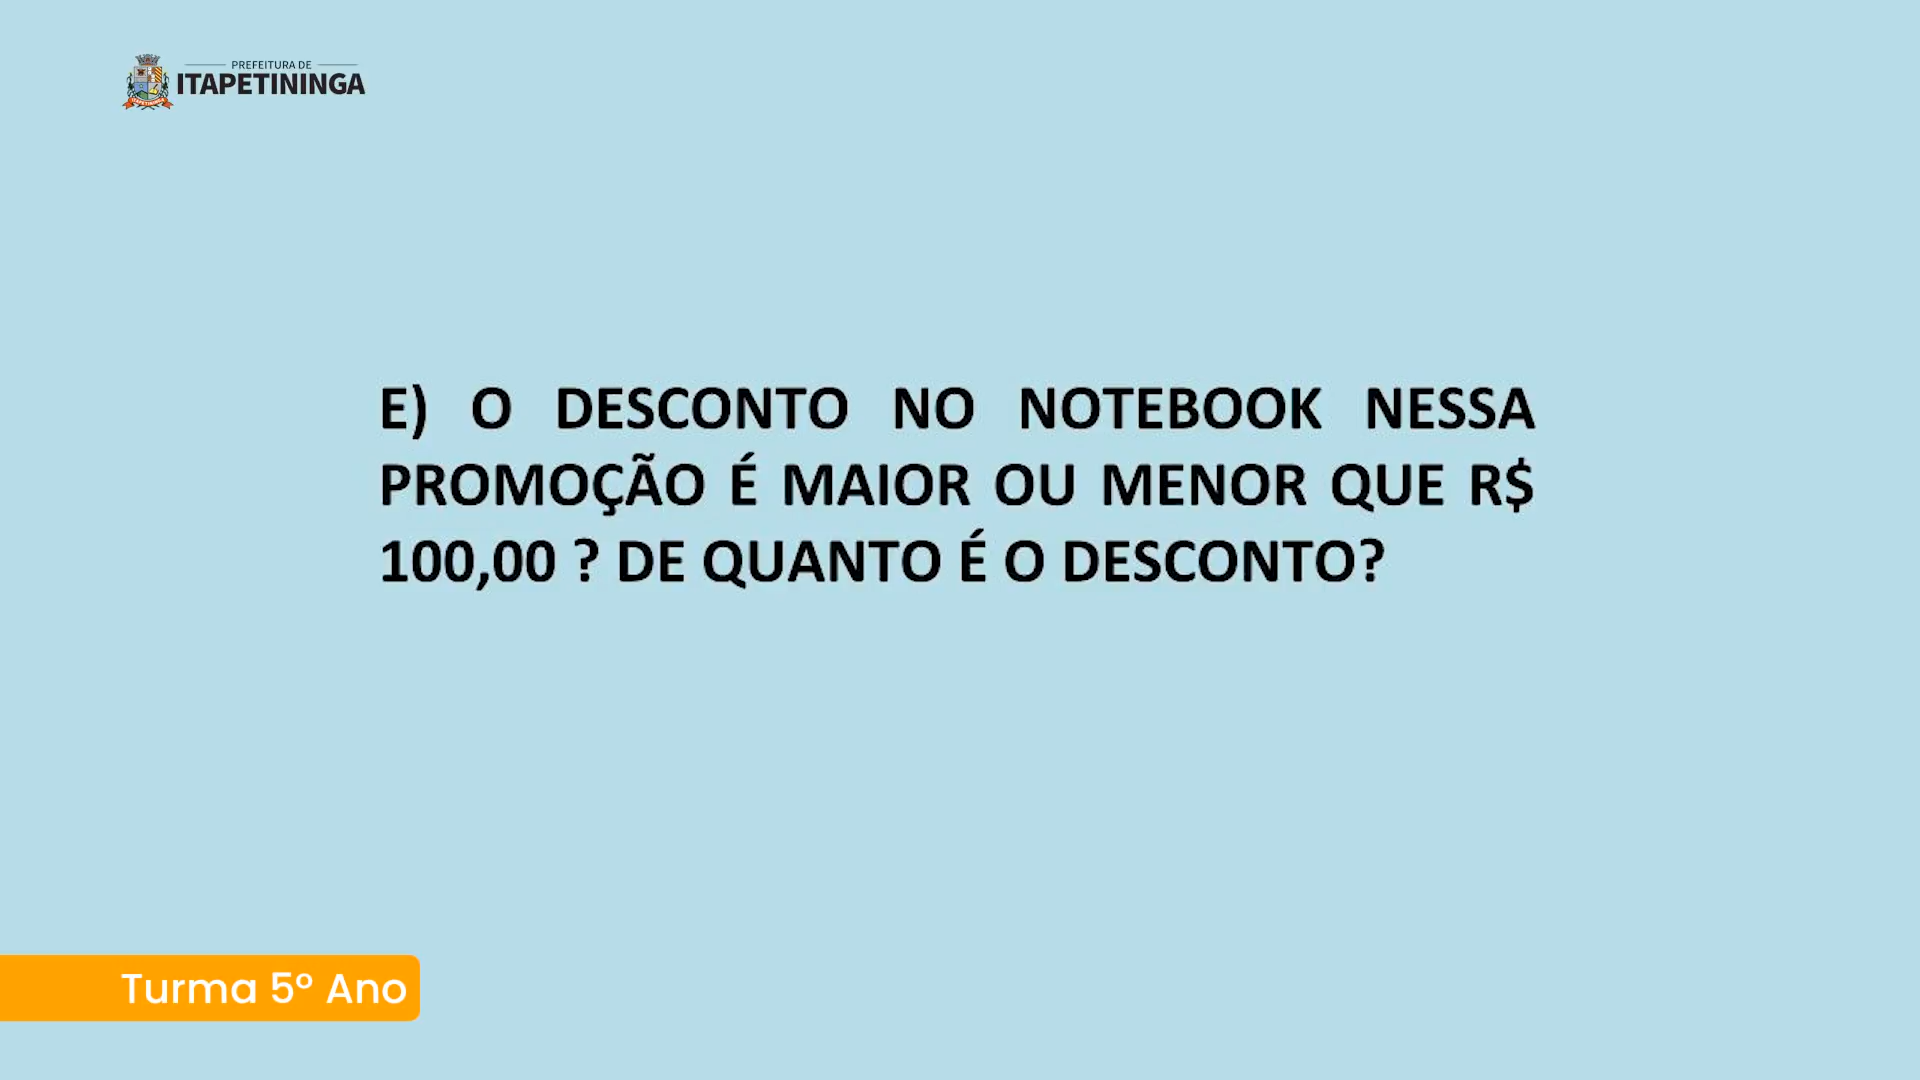 PREFEITURA DE
ITAPETININGA
E) O DESCONTO NO NOTEBOOK NESSA
PROMOÇÃO É MAIOR OU MENOR QUE R$
100,00 ? DE QUANTO É O DESCONTO?
Turma 5º Ano